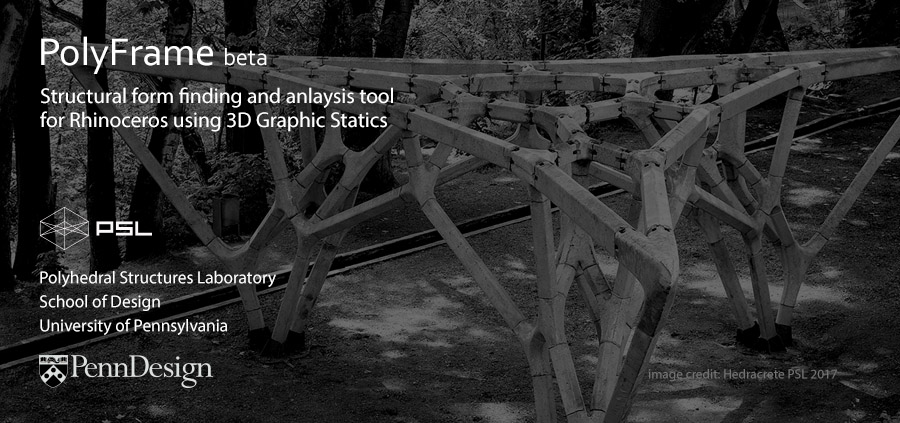 PolyFrame beta
Structural form finding and anlaysis tool
for Rhinoceros using 3D Graphic Statics
PSL
Polyhedral Structures Laboratory
School of Design
University of Pennsylvania
PennDesign
image credit: Hedracrete PSL 2017